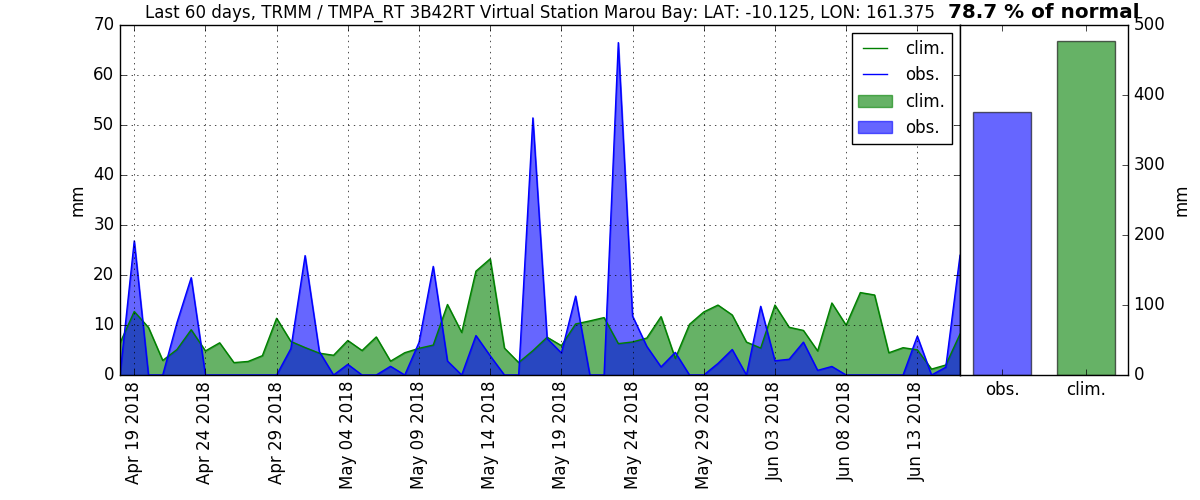 Last 60 days, TRMM / TMPA_RT 3B42RT Virtual Station Marou Bay: LAT: -10.125, LON: 161.375
78.7 % of normal
70
60
50
40
30
20
10
0
mm
clim.
obs.
clim.
obs.
500
400
300
200
100
0
mm
obs.
clim.
Apr 19 2018
Apr 24 2018
Apr 29 2018
May 04 2018
May 09 2018
May 14 2018
May 19 2018
May 24 2018
May 29 2018
Jun 03 2018
Jun 08 2018
Jun 13 2018